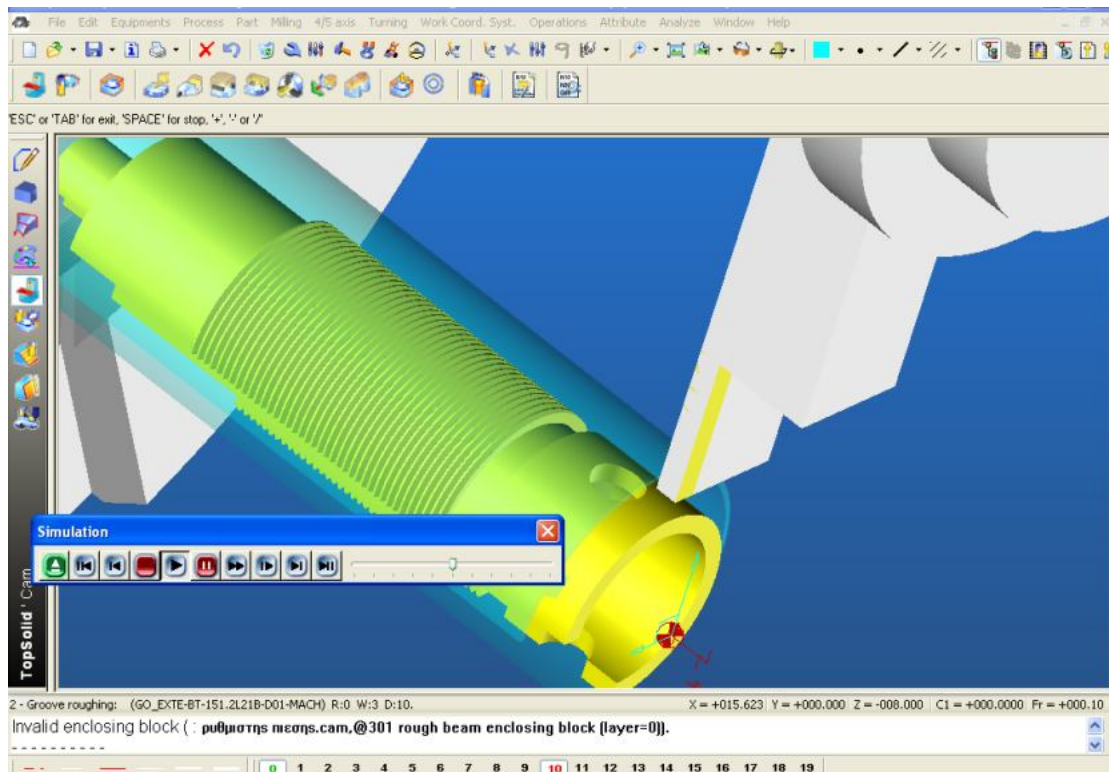 File Edit Equipments Process Part Milling 4/5 axis Turning Work Coord. Syst. Operations Attribute Analyze Window Help
'ESC' or 'TAB' for exit, 'SPACE' for stop, '+', '-' or '/'
Simulation
TopSolid'Cam
Z
2 - Groove roughing: (GO_EXTE-BT-151.2L21B-D01-MACH) R:0 W:3 D:10. X = +015.623 Y = +000.000 Z = -008.000 C1 = +000.0000 Fr = +000.10
Invalid enclosing block ( : ρυθμιστης πιεσης.cam,@301 rough beam enclosing block (layer=0)).
- - - - - - - - - -
0 1 2 3 4 5 6 7 8 9 10 11 12 13 14 15 16 17 18 19